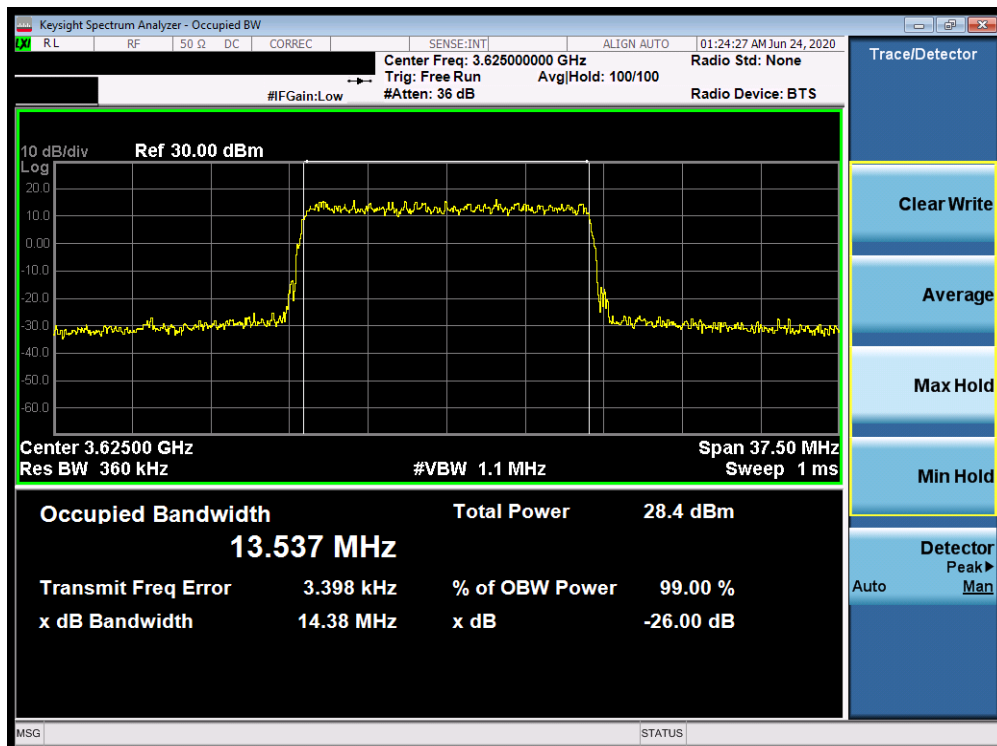 Keysight Spectrum Analyzer - Occupied BW
LXI RL RF 50 Ω DC CORREC SENSE:INT ALIGN AUTO 01:24:27 AM Jun 24, 2020
Center Freq: 3.625000000 GHz Radio Std: None
Trig: Free Run Avg|Hold: 100/100
#IFGain:Low #Atten: 36 dB Radio Device: BTS
Trace/Detector
10 dB/div Ref 30.00 dBm
Log
20.0
10.0
0.00
-10.0
-20.0
-30.0
-40.0
-50.0
-60.0
Center 3.62500 GHz Span 37.50 MHz
Res BW 360 kHz #VBW 1.1 MHz Sweep 1 ms
Occupied Bandwidth Total Power 28.4 dBm
13.537 MHz
Transmit Freq Error 3.398 kHz % of OBW Power 99.00 %
x dB Bandwidth 14.38 MHz x dB -26.00 dB
Clear Write
Average
Max Hold
Min Hold
Detector
Peak▶
Auto Man
MSG STATUS